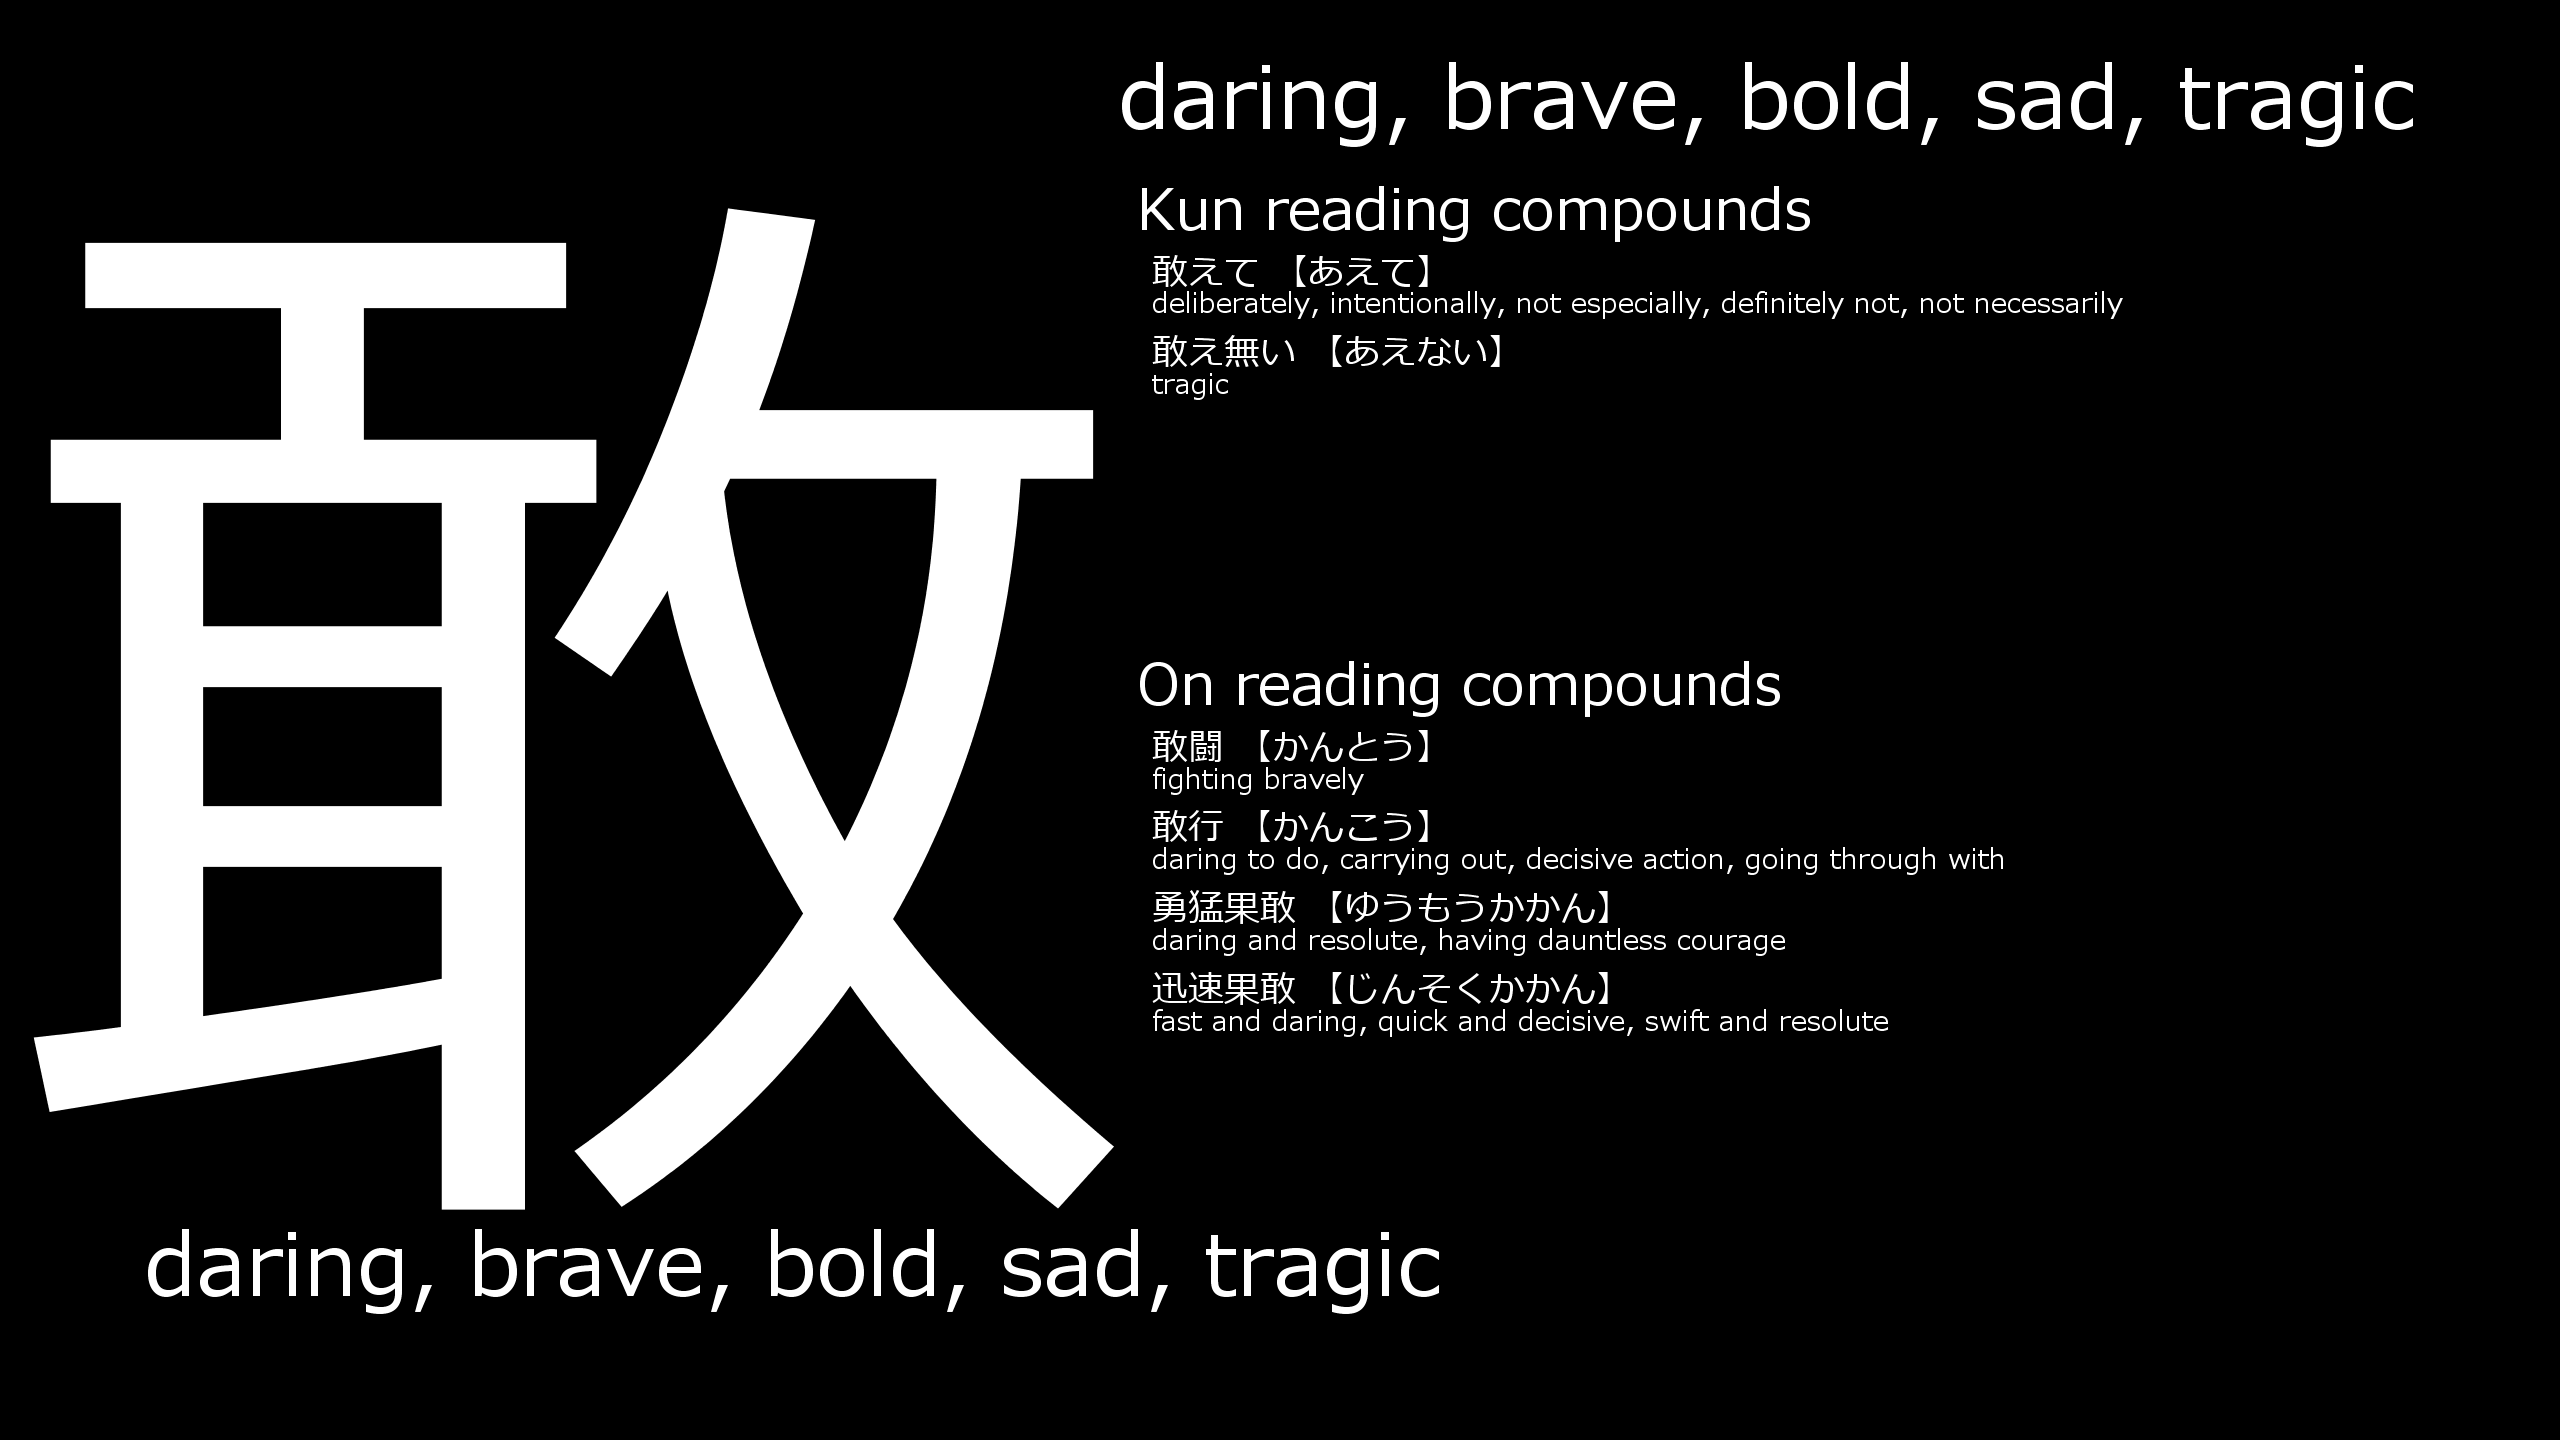 敢
daring, brave, bold, sad, tragic
Kun reading compounds
敢えて 【あえて】
deliberately, intentionally, not especially, definitely not, not necessarily
敢え無い 【あえない】
tragic
On reading compounds
敢闘 【かんとう】
fighting bravely
敢行 【かんこう】
daring to do, carrying out, decisive action, going through with
勇猛果敢 【ゆうもうかかん】
daring and resolute, having dauntless courage
迅速果敢 【じんそくかかん】
fast and daring, quick and decisive, swift and resolute
daring, brave, bold, sad, tragic